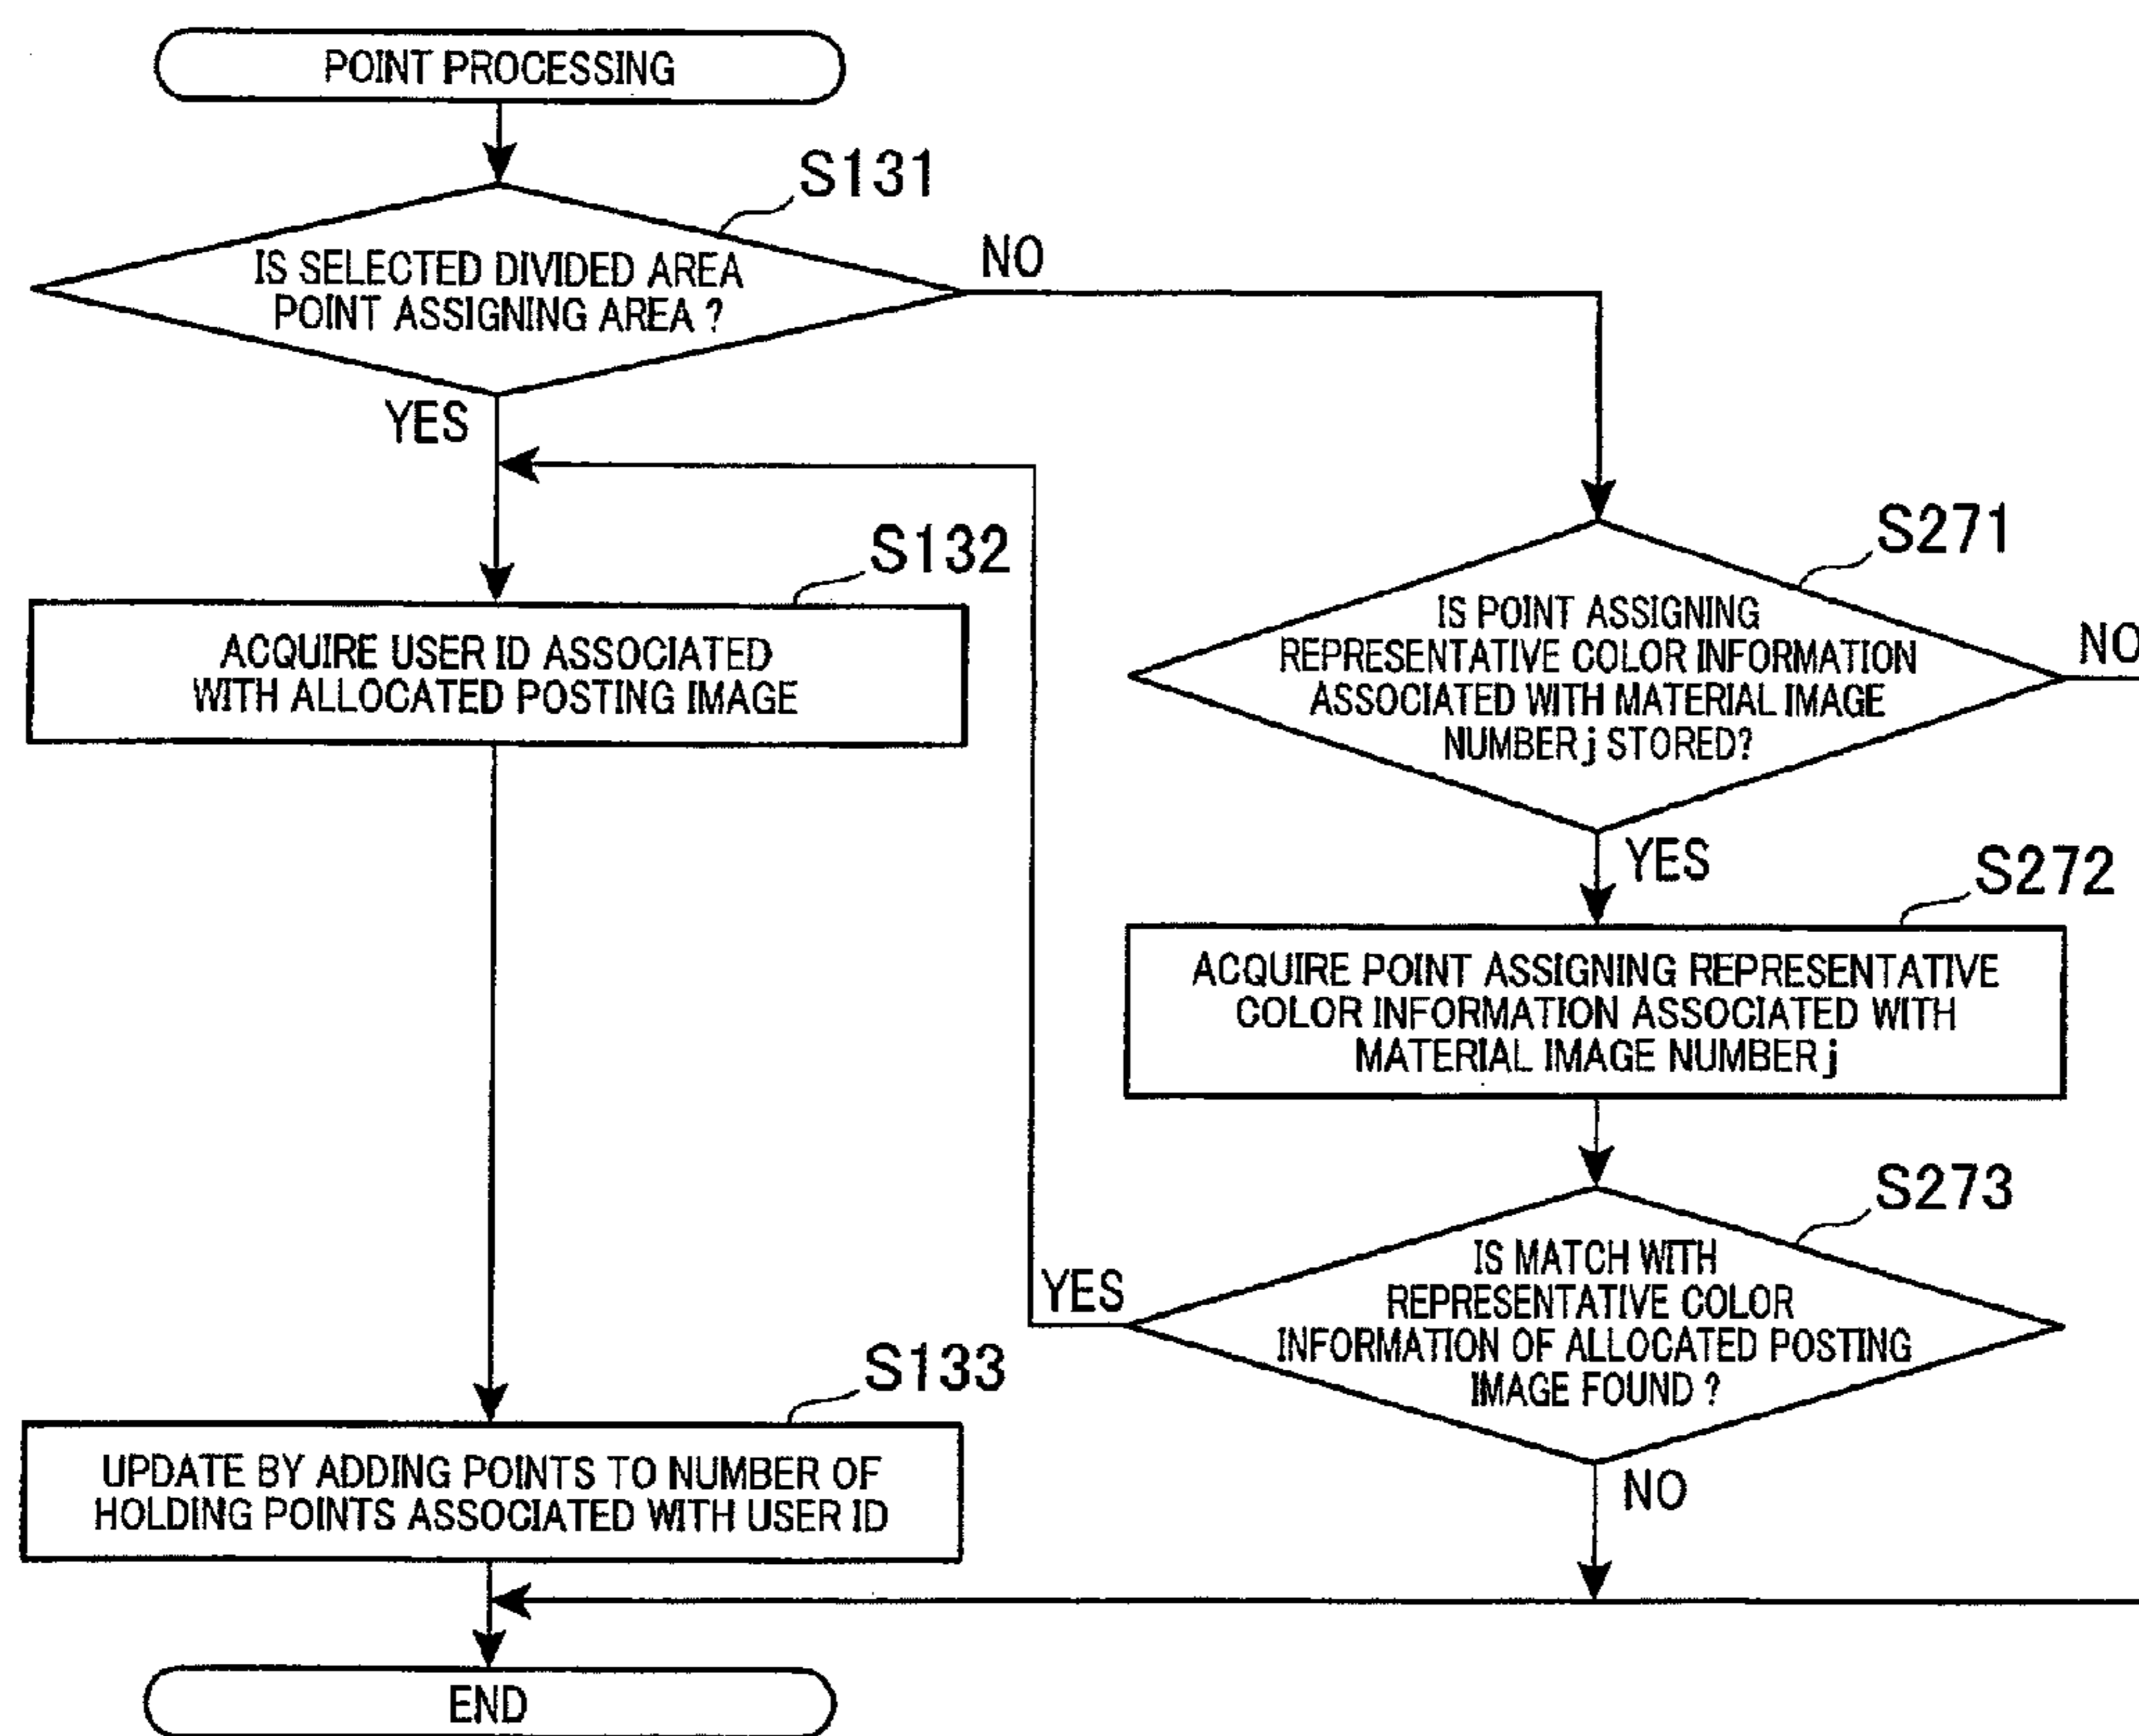 POINT PROCESSING
S131
IS SELECTED DIVIDED AREA
POINT ASSIGNING AREA ?
NO
YES
S132
ACQUIRE USER ID ASSOCIATED
WITH ALLOCATED POSTING IMAGE
S271
IS POINT ASSIGNING
REPRESENTATIVE COLOR INFORMATION
ASSOCIATED WITH MATERIAL IMAGE
NUMBER j STORED?
NO
YES
S272
ACQUIRE POINT ASSIGNING REPRESENTATIVE
COLOR INFORMATION ASSOCIATED WITH
MATERIAL IMAGE NUMBER j
S273
IS MATCH WITH
REPRESENTATIVE COLOR
INFORMATION OF ALLOCATED POSTING
IMAGE FOUND ?
YES
NO
S133
UPDATE BY ADDING POINTS TO NUMBER OF
HOLDING POINTS ASSOCIATED WITH USER ID
END